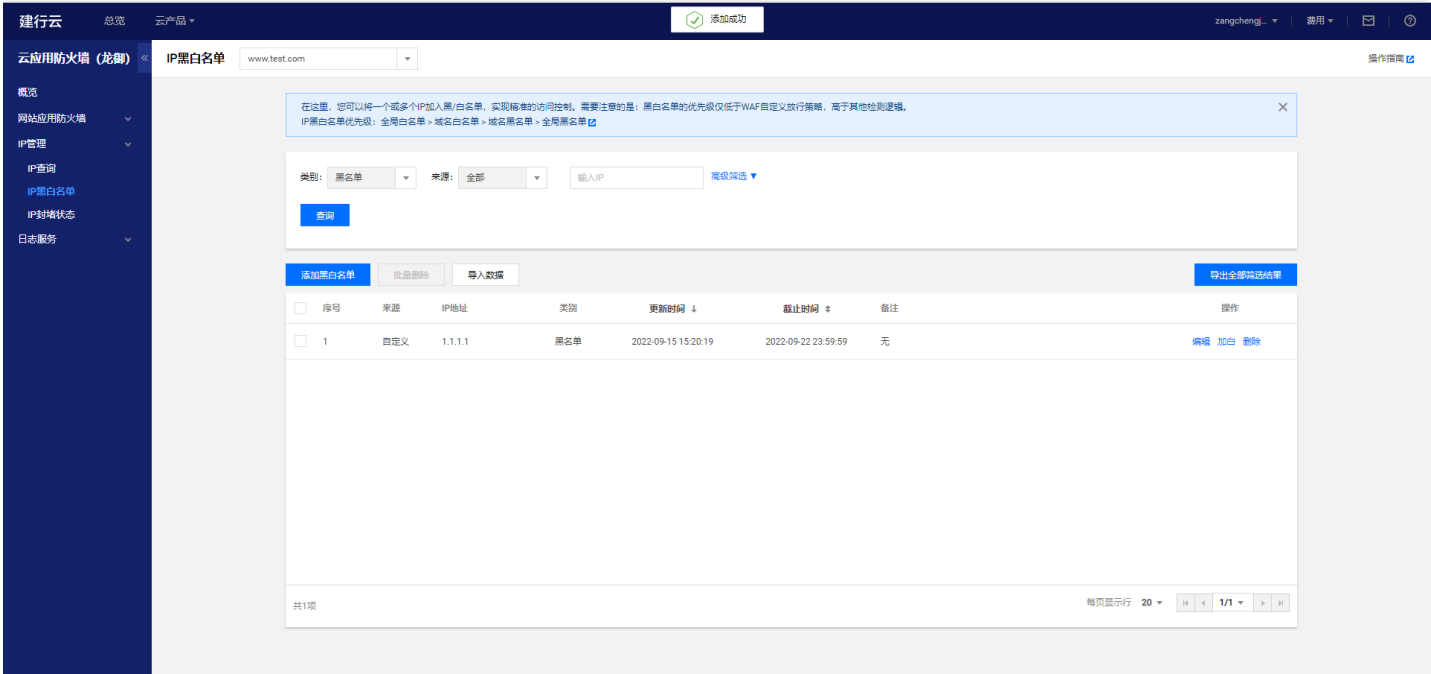 建行云 总览 云产品 添加成功 zangchengj... 费用
云应用防火墙（龙御） « IP黑白名单 www.test.com 操作指南
概览
网站应用防火墙
IP管理
IP查询
IP黑白名单
IP封堵状态
日志服务
在这里，您可以将一个或多个IP加入黑/白名单，实现精准的访问控制。需要注意的是：黑白名单的优先级仅低于WAF自定义放行策略，高于其他检测逻辑。
IP黑白名单优先级：全局白名单 > 域名白名单 > 域名黑名单 > 全局黑名单
类别： 黑名单 来源： 全部 输入IP 高级筛选
查询
添加黑白名单 批量删除 导入数据 导出全部筛选结果
序号 来源 IP地址 类别 更新时间 ↓ 截止时间 备注 操作
1 自定义 1.1.1.1 黑名单 2022-09-15 15:20:19 2022-09-22 23:59:59 无 编辑 加白 删除
共1项 每页显示行 20 1/1